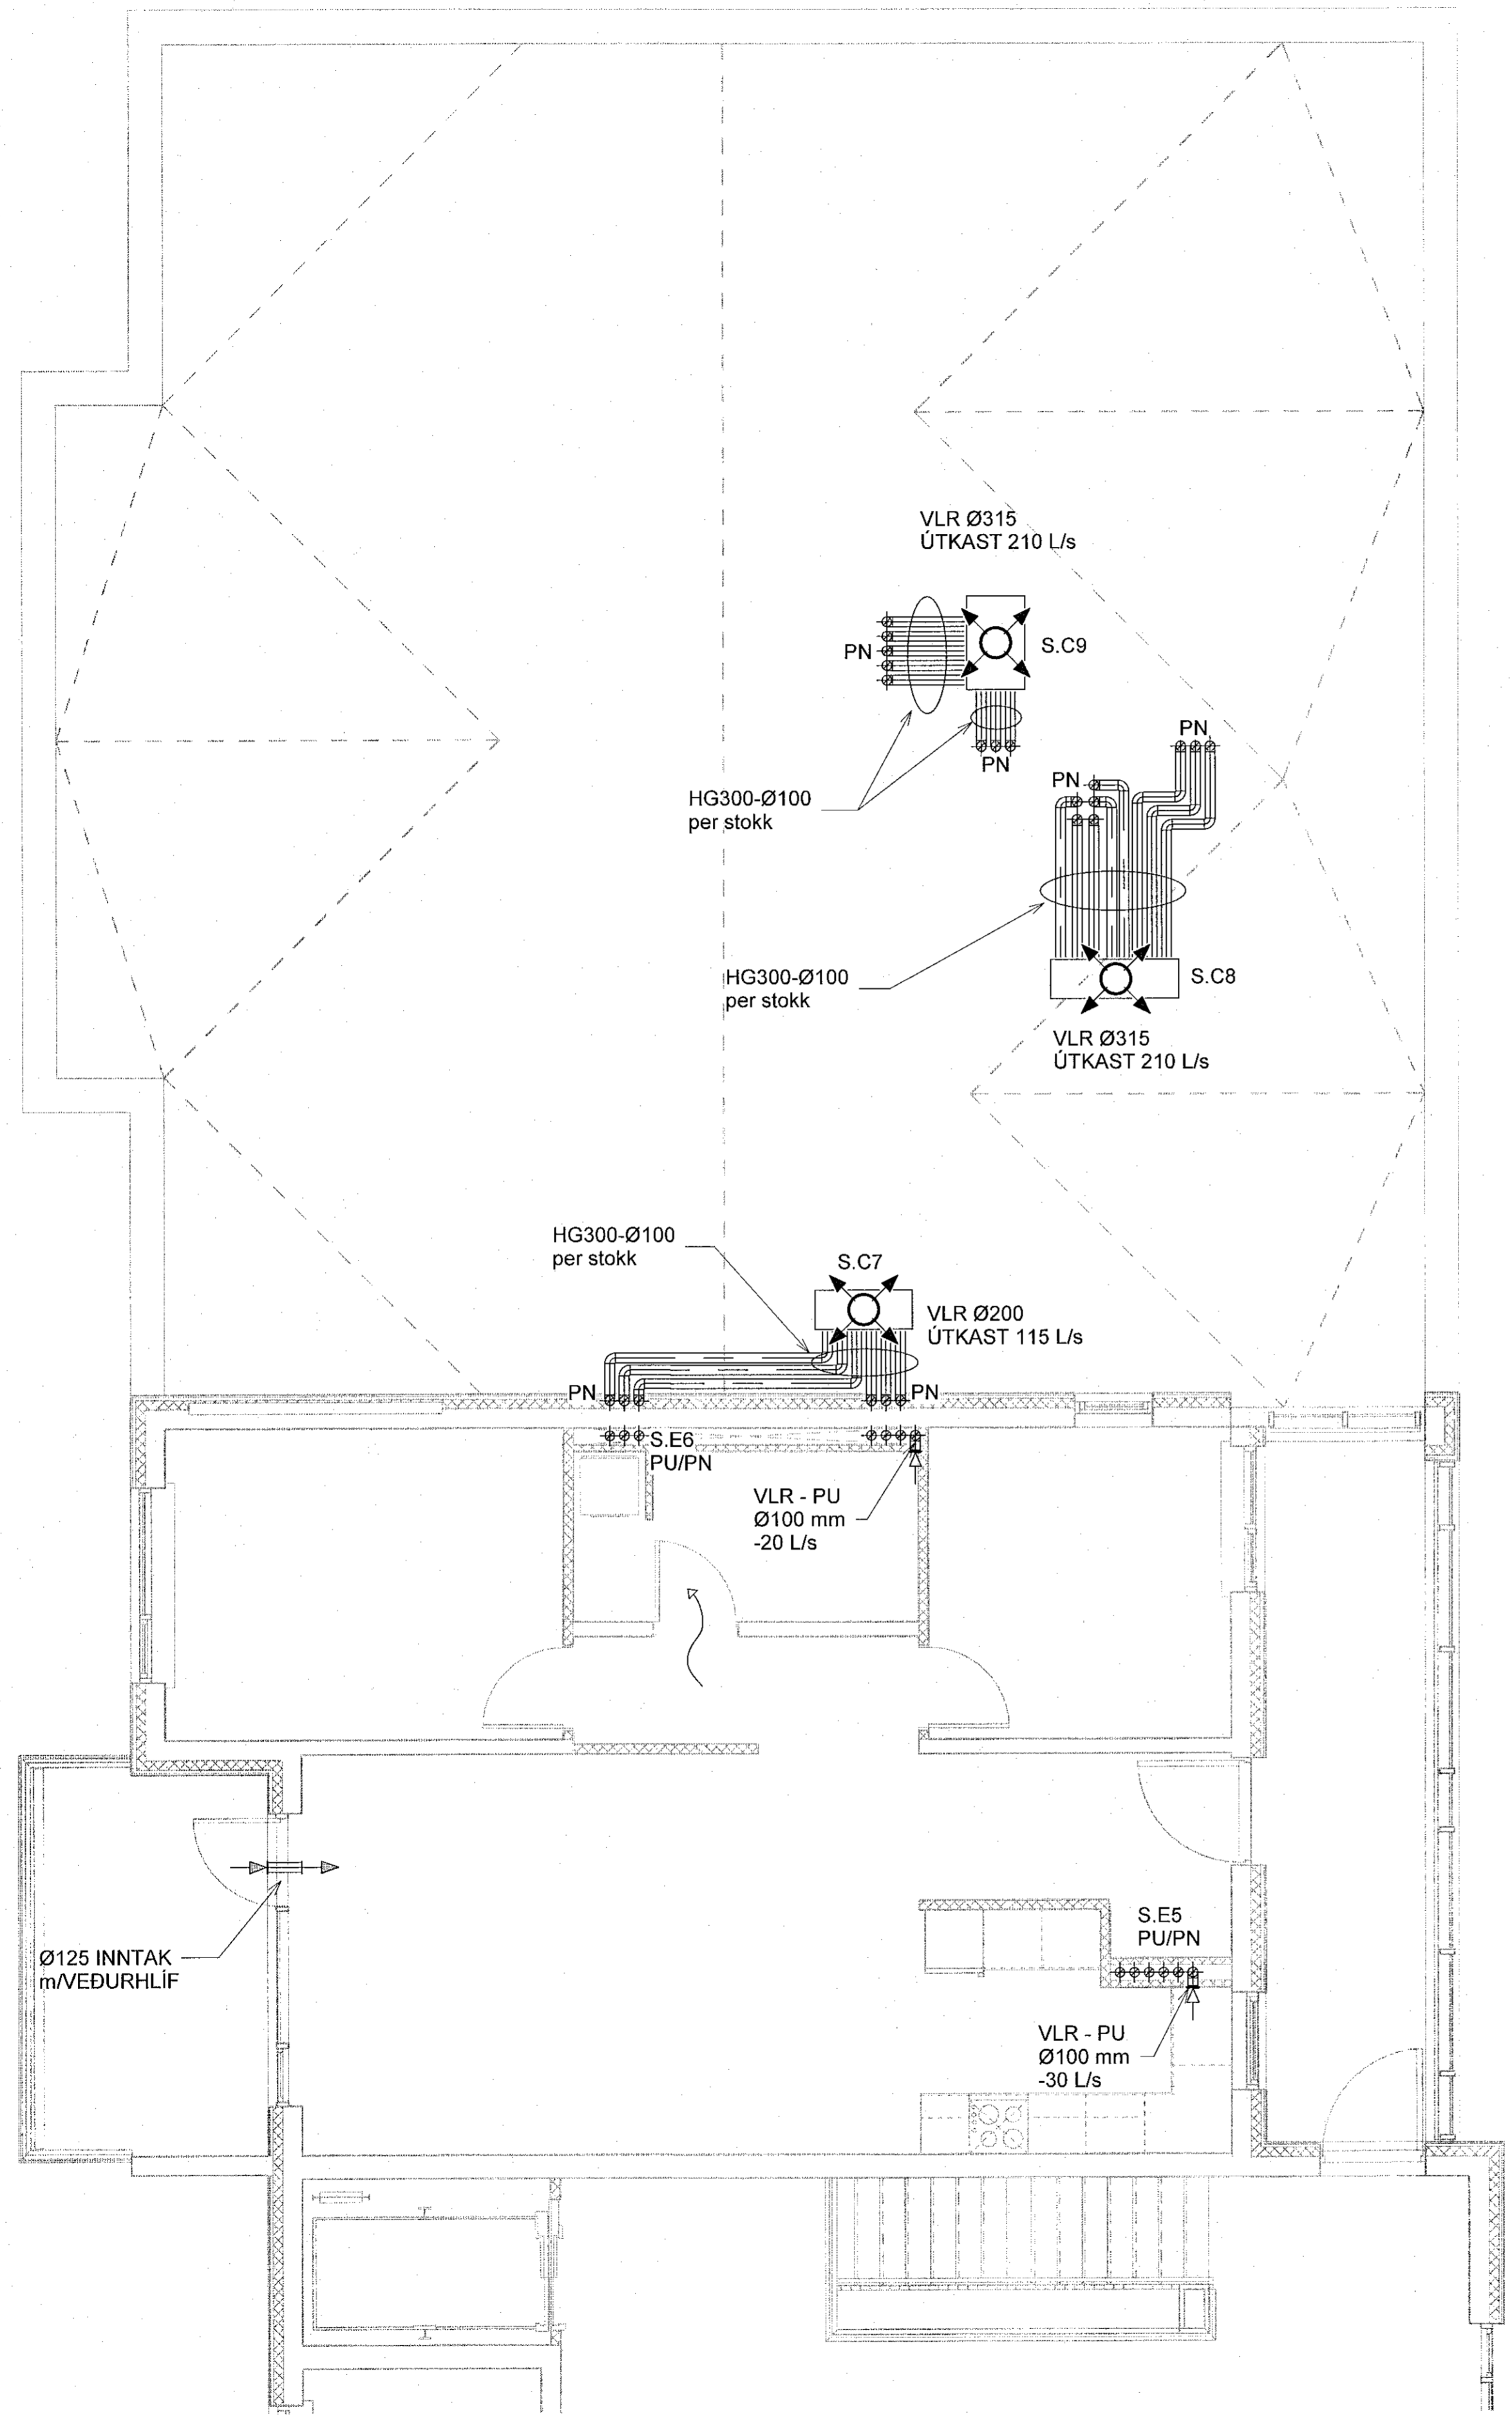 VLR Ø315
ÚTKAST 210 L/s
PN
S.C9
PN
HG300-Ø100
per stokk
PN
PN
HG300-Ø100
per stokk
S.C8
VLR Ø315
ÚTKAST 210 L/s
HG300-Ø100
per stokk
S.C7
VLR Ø200
ÚTKAST 115 L/s
PN
PN
S.E6
PU/PN
VLR - PU
Ø100 mm
-20 L/s
Ø125 INNTAK
m/VEÐURHLÍF
S.E5
PU/PN
VLR - PU
Ø100 mm
-30 L/s